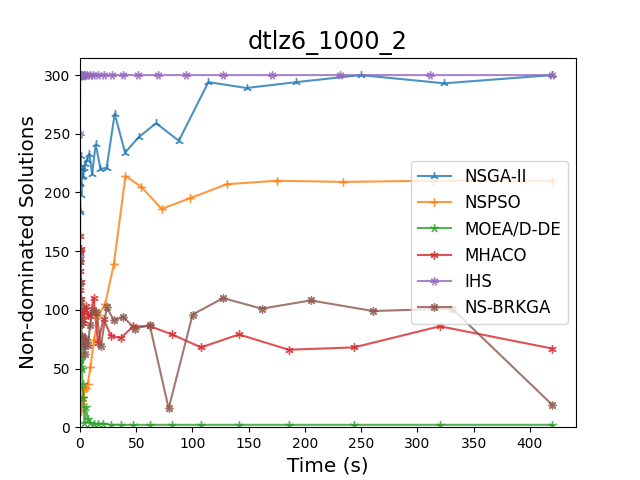 dtlz6_1000_2
Non-dominated Solutions
300
250
200
150
100
50
0
NSGA-II
NSPSO
MOEA/D-DE
MHACO
IHS
NS-BRKGA
0 50 100 150 200 250 300 350 400
Time (s)